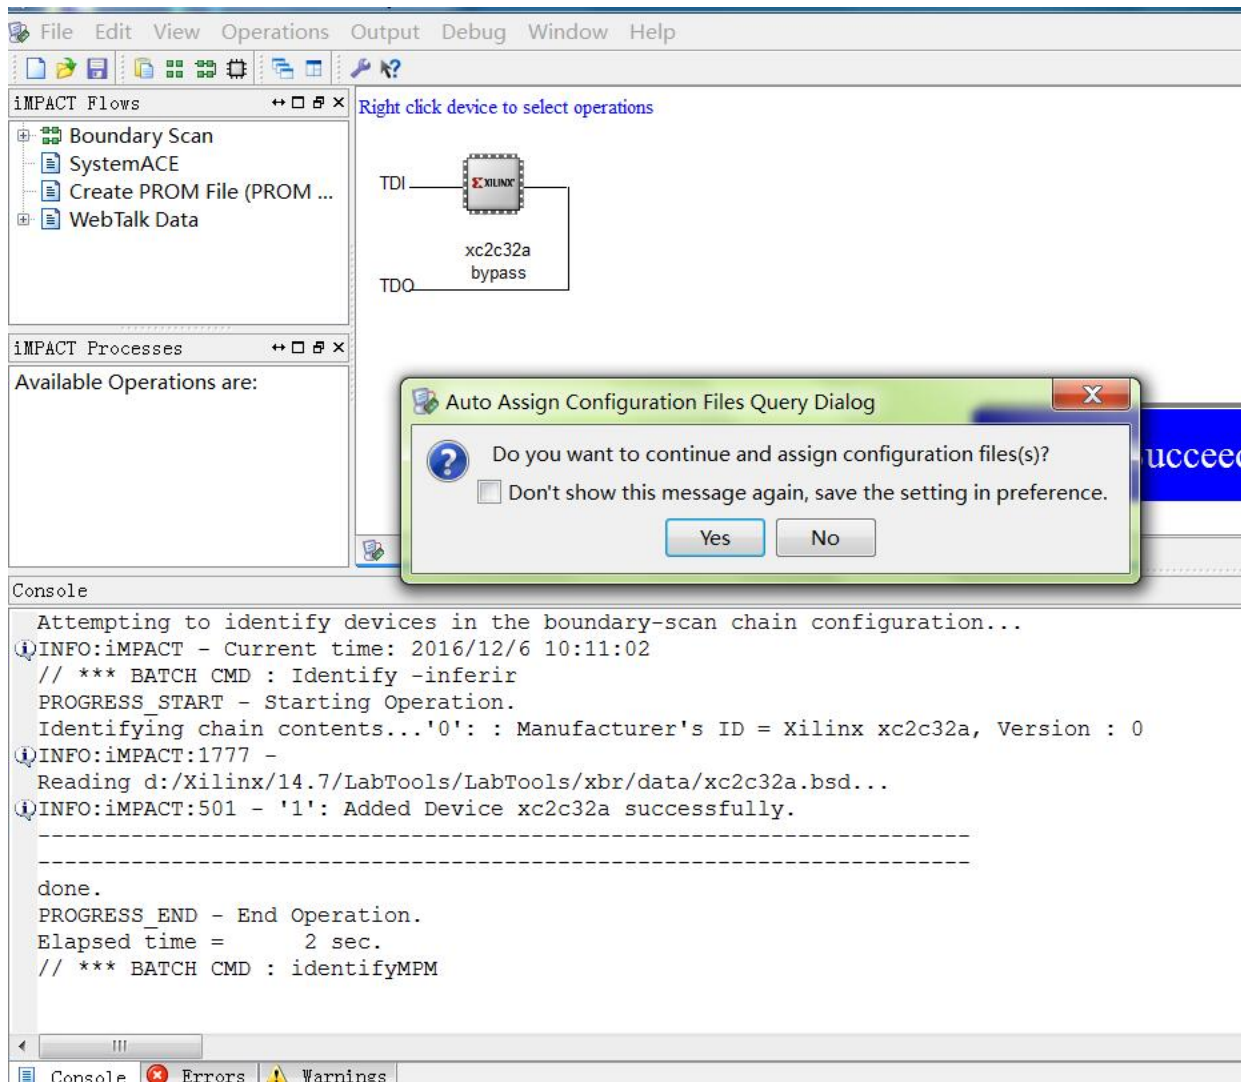 File Edit View Operations Output Debug Window Help
iMPACT Flows
Boundary Scan
SystemACE
Create PROM File (PROM ...
WebTalk Data
Right click device to select operations
TDI
XILINX
xc2c32a
bypass
TDO
iMPACT Processes
Available Operations are:
Auto Assign Configuration Files Query Dialog
Do you want to continue and assign configuration files(s)?
Don't show this message again, save the setting in preference.
Yes No
ucceed
Console
Attempting to identify devices in the boundary-scan chain configuration...
INFO:iMPACT - Current time: 2016/12/6 10:11:02
// *** BATCH CMD : Identify -inferir
PROGRESS_START - Starting Operation.
Identifying chain contents...'0': : Manufacturer's ID = Xilinx xc2c32a, Version : 0
INFO:iMPACT:1777 -
Reading d:/Xilinx/14.7/LabTools/LabTools/xbr/data/xc2c32a.bsd...
INFO:iMPACT:501 - '1': Added Device xc2c32a successfully.
----------------------------------------------------------------------
----------------------------------------------------------------------
done.
PROGRESS_END - End Operation.
Elapsed time =      2 sec.
// *** BATCH CMD : identifyMPM
Console Errors Warnings